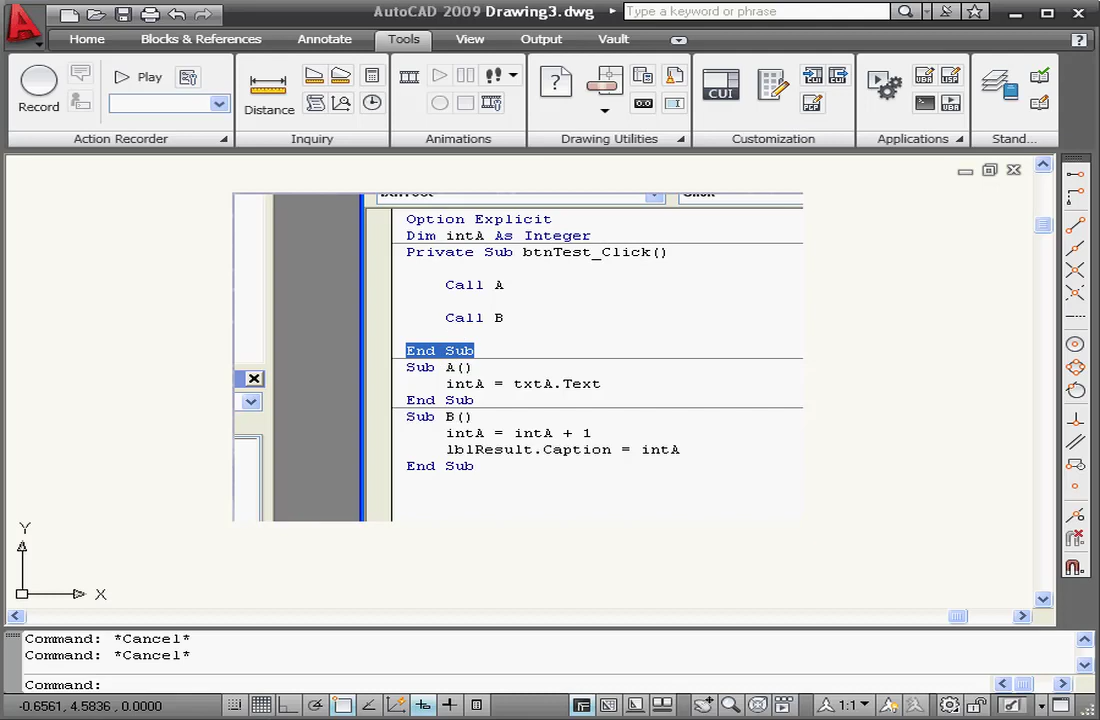 AutoCAD 2009 Drawing3.dwg
Type a keyword or phrase
Home Blocks & References Annotate Tools View Output Vault
Record
Play
Distance
CUI
Action Recorder Inquiry Animations Drawing Utilities Customization Applications Stand...
Option Explicit
Dim intA As Integer
Private Sub btnTest_Click()
Call A
Call B
End Sub
Sub A()
intA = txtA.Text
End Sub
Sub B()
intA = intA + 1
lblResult.Caption = intA
End Sub
Y
X
Command: *Cancel*
Command: *Cancel*
Command:
-0.6561, 4.5836, 0.0000
1:1